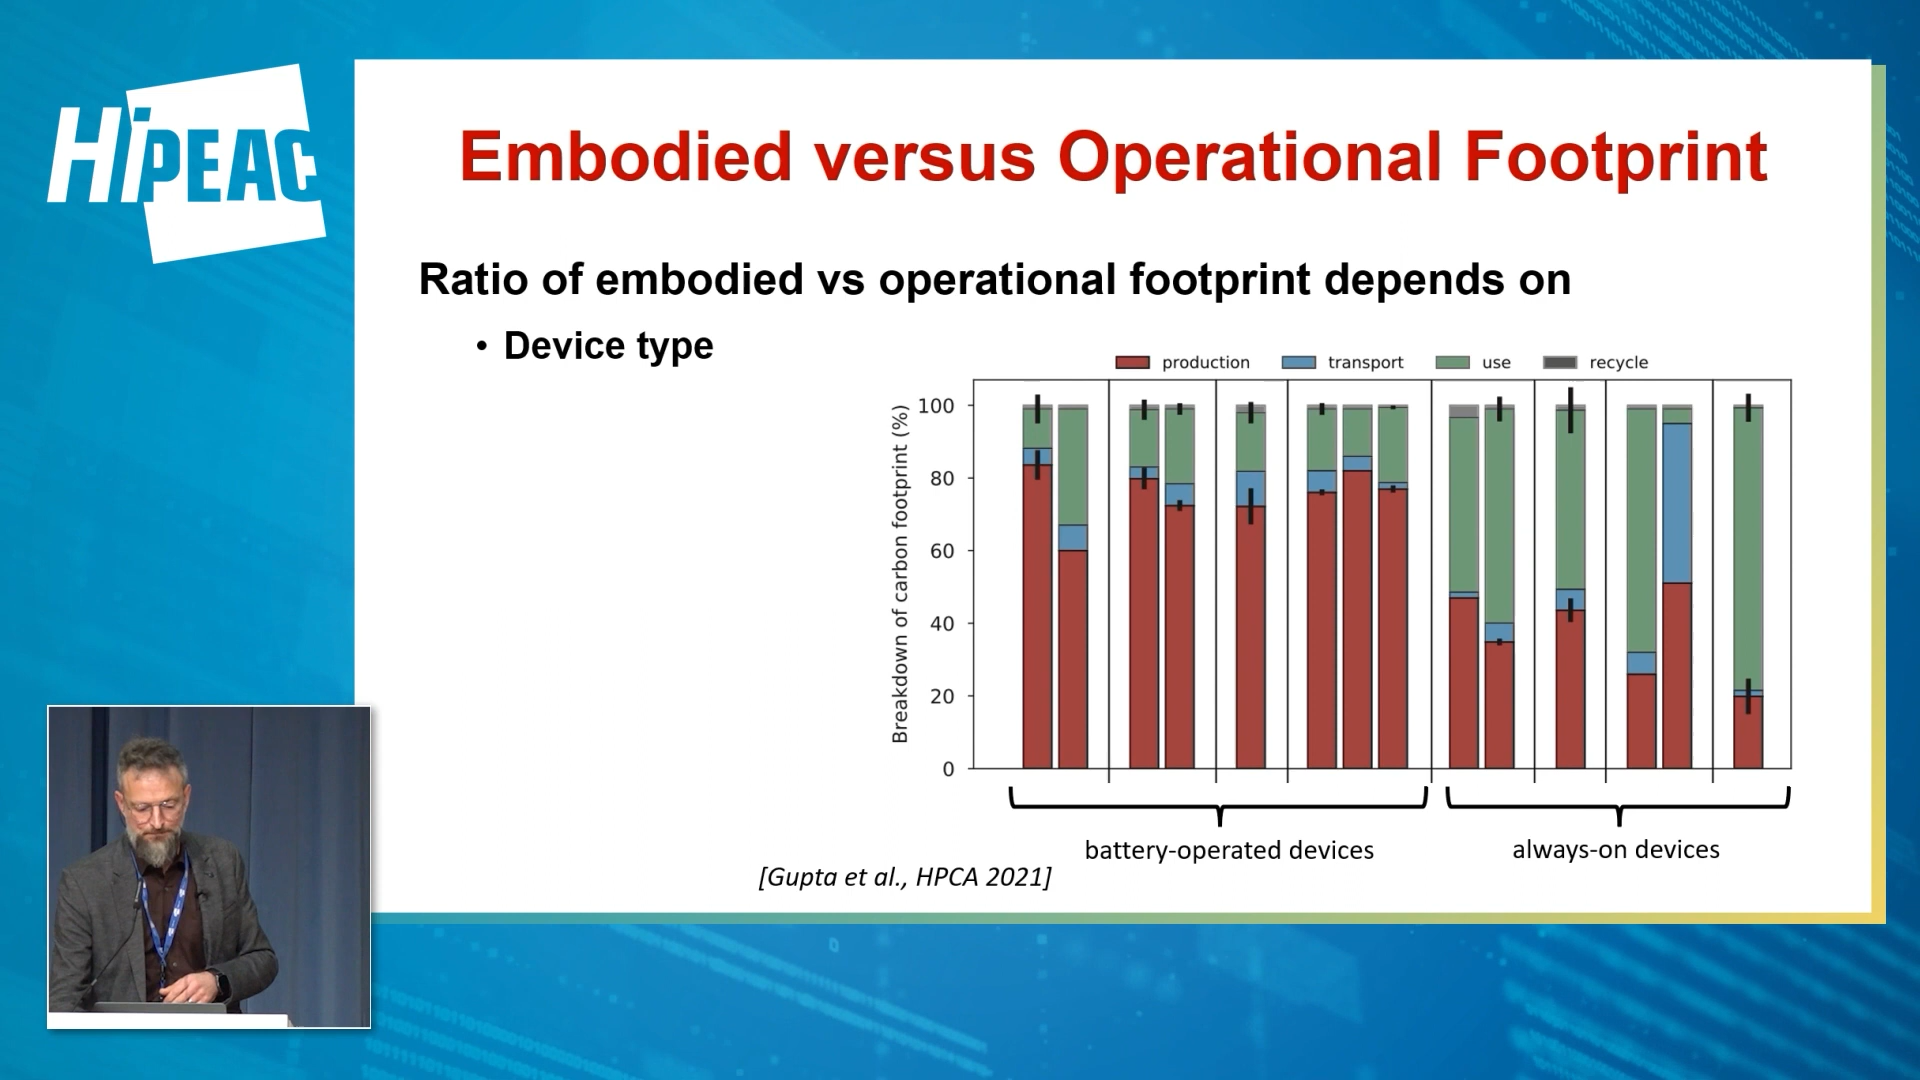 HiPEAC
Embodied versus Operational Footprint
Ratio of embodied vs operational footprint depends on
• Device type
production transport use recycle
Breakdown of carbon footprint (%)
100
80
60
40
20
0
battery-operated devices
always-on devices
[Gupta et al., HPCA 2021]